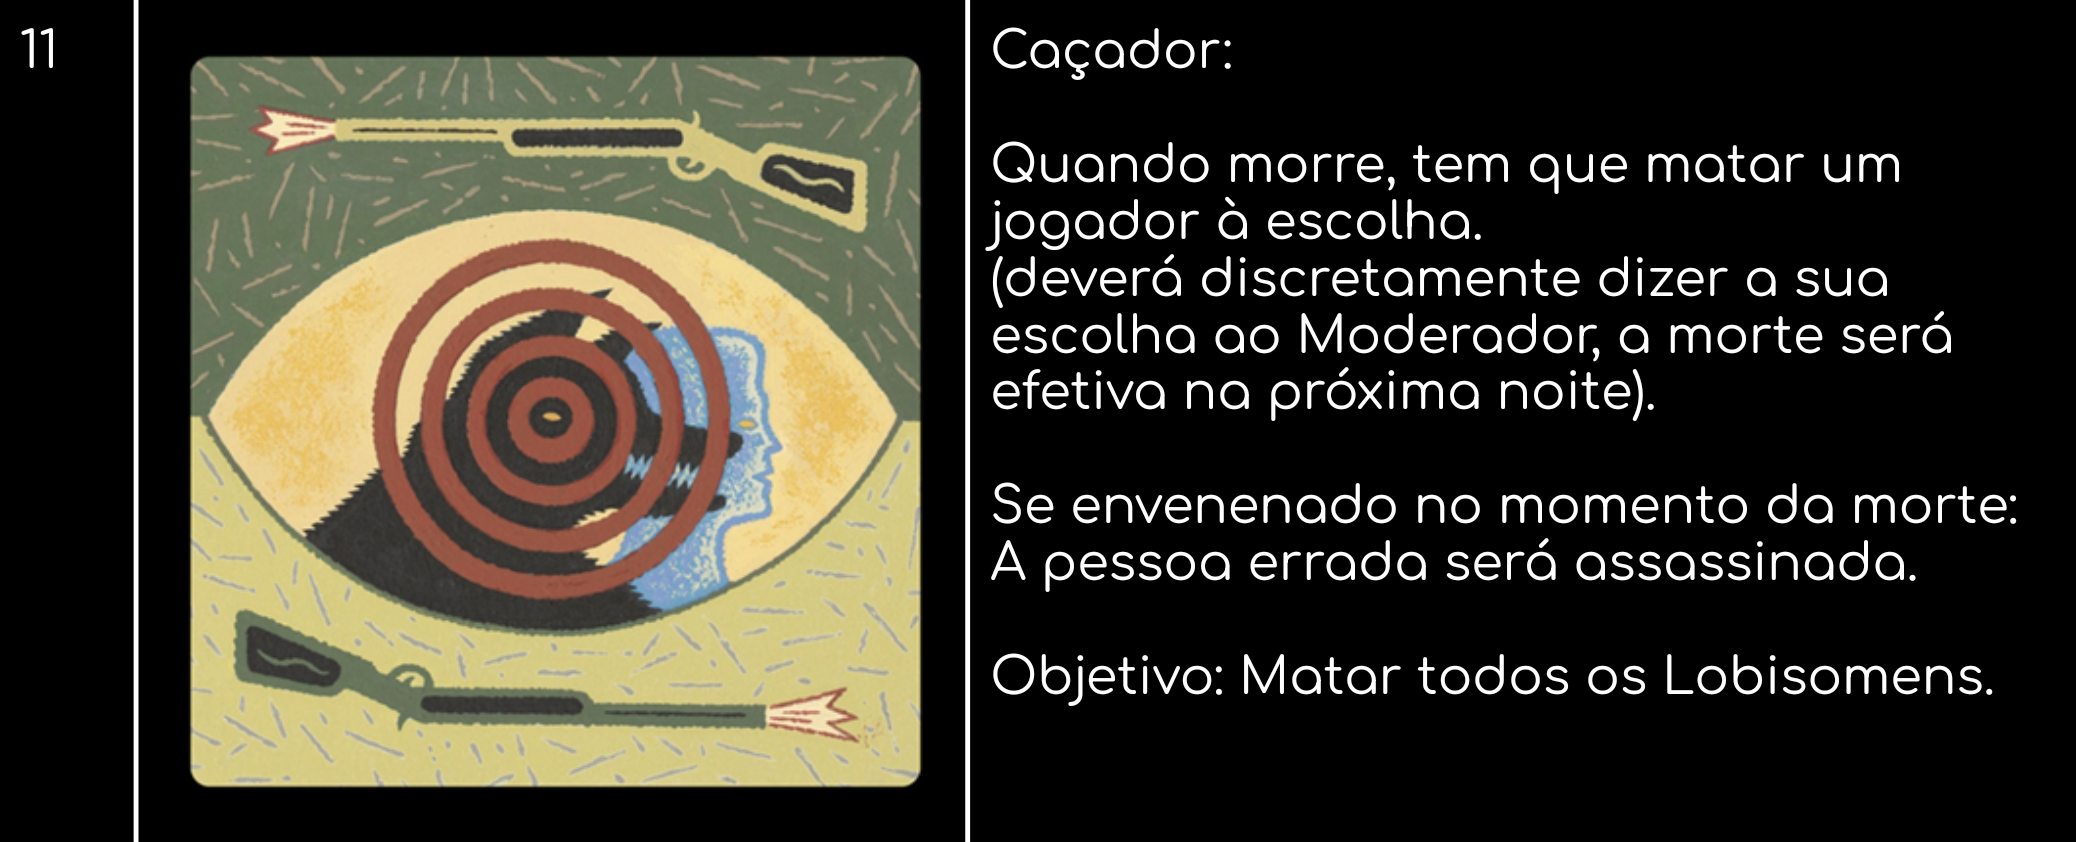 11
Caçador:
Quando morre, tem que matar um
jogador à escolha.
(deverá discretamente dizer a sua
escolha ao Moderador, a morte será
efetiva na próxima noite).
Se envenenado no momento da morte:
A pessoa errada será assassinada.
Objetivo: Matar todos os Lobisomens.